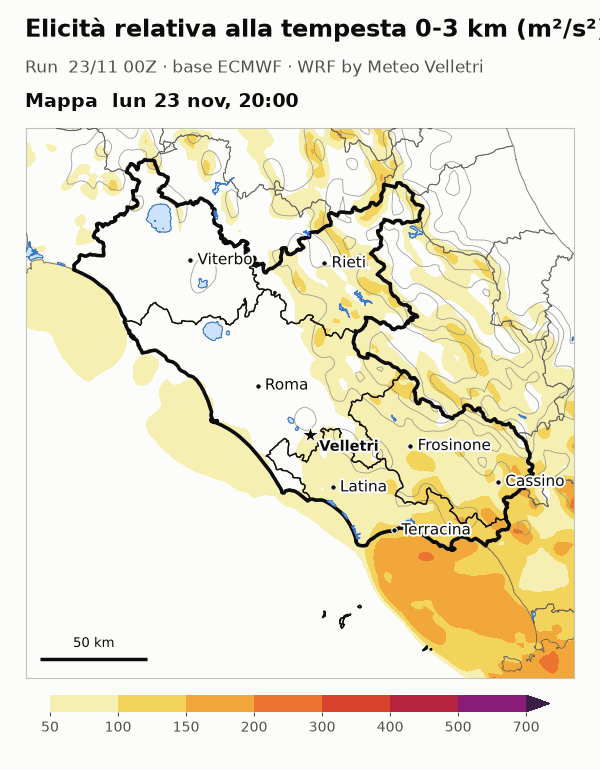 Elicità relativa alla tempesta 0-3 km (m²/s²)
Run 23/11 00Z · base ECMWF · WRF by Meteo Velletri
Mappa lun 23 nov, 20:00
Viterbo
Rieti
Roma
Velletri
Frosinone
Cassino
Latina
Terracina
50 km
50 100 150 200 300 400 500 700